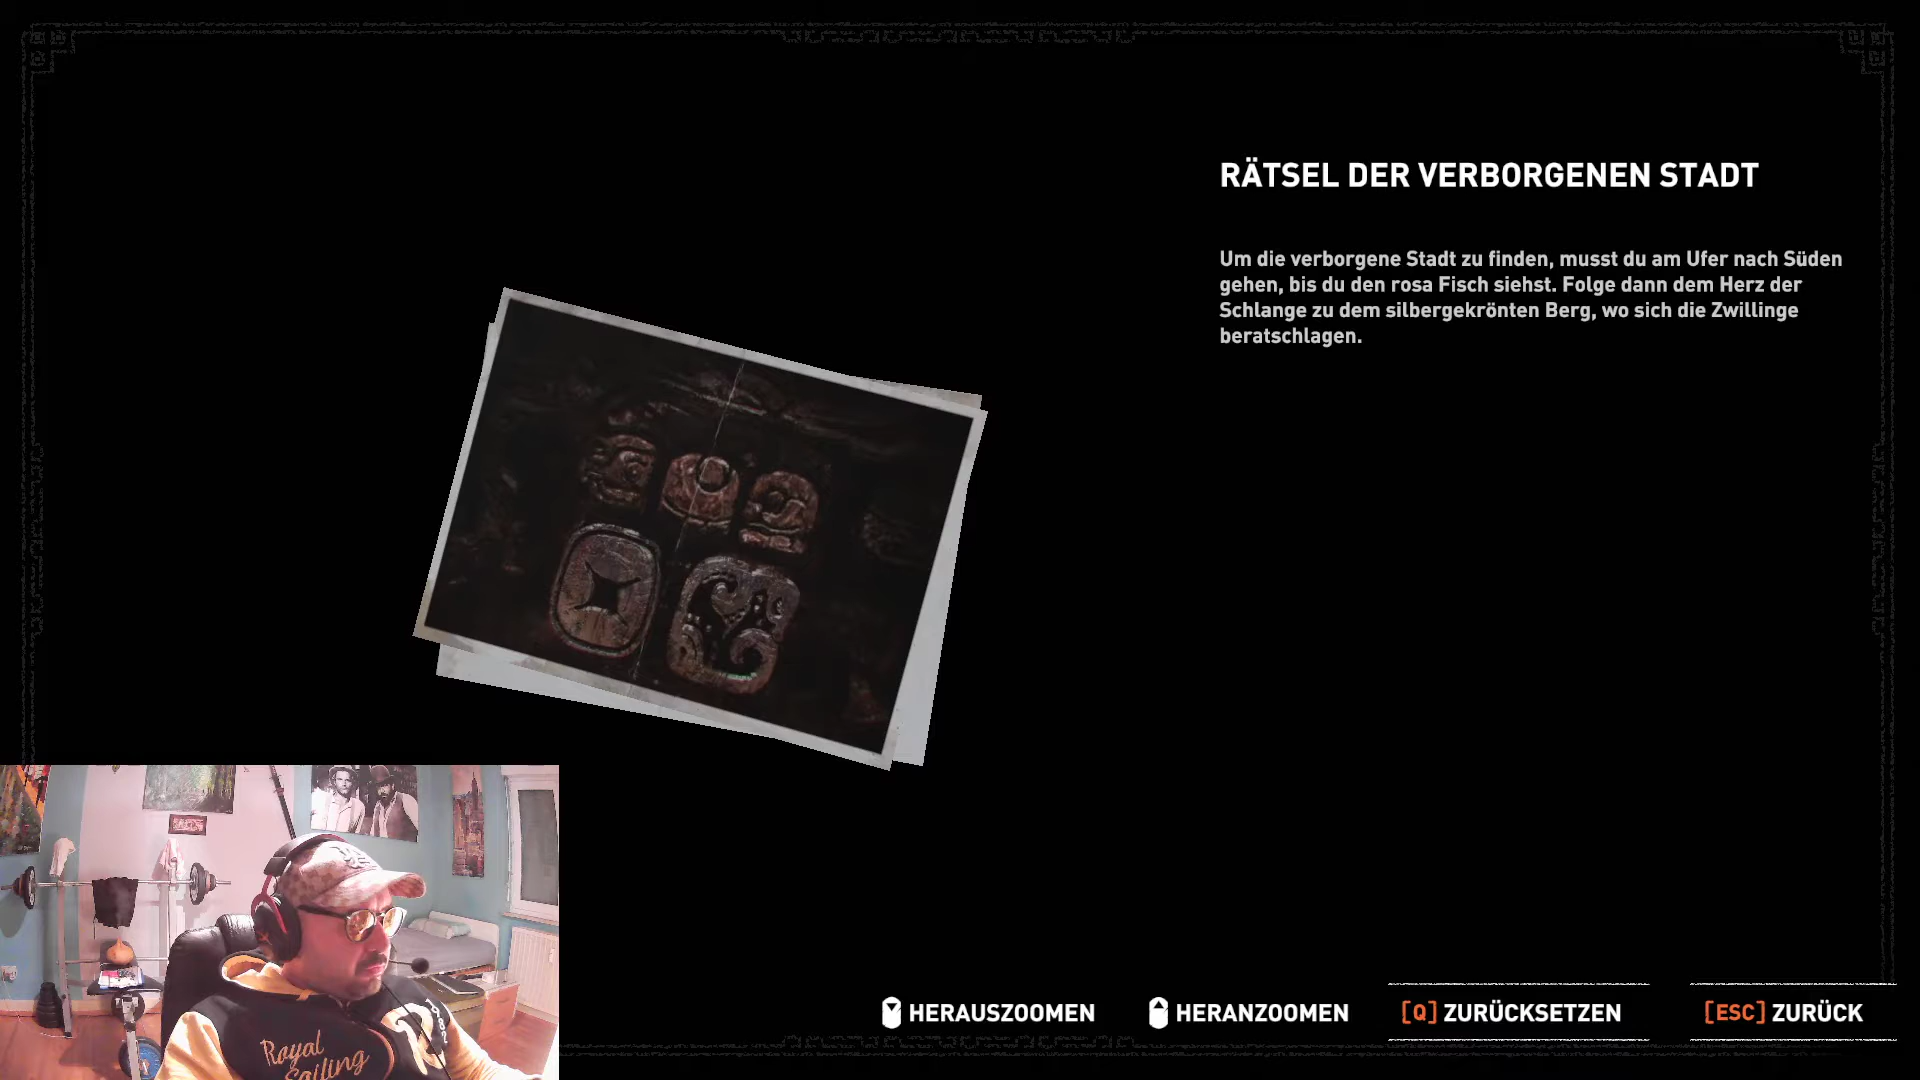 RÄTSEL DER VERBORGENEN STADT
Um die verborgene Stadt zu finden, musst du am Ufer nach Süden
gehen, bis du den rosa Fisch siehst. Folge dann dem Herz der
Schlange zu dem silbergekrönten Berg, wo sich die Zwillinge
beratschlagen.
HERAUSZOOMEN
HERANZOOMEN
[Q] ZURÜCKSETZEN
[ESC] ZURÜCK
Royal
Sailing
1982